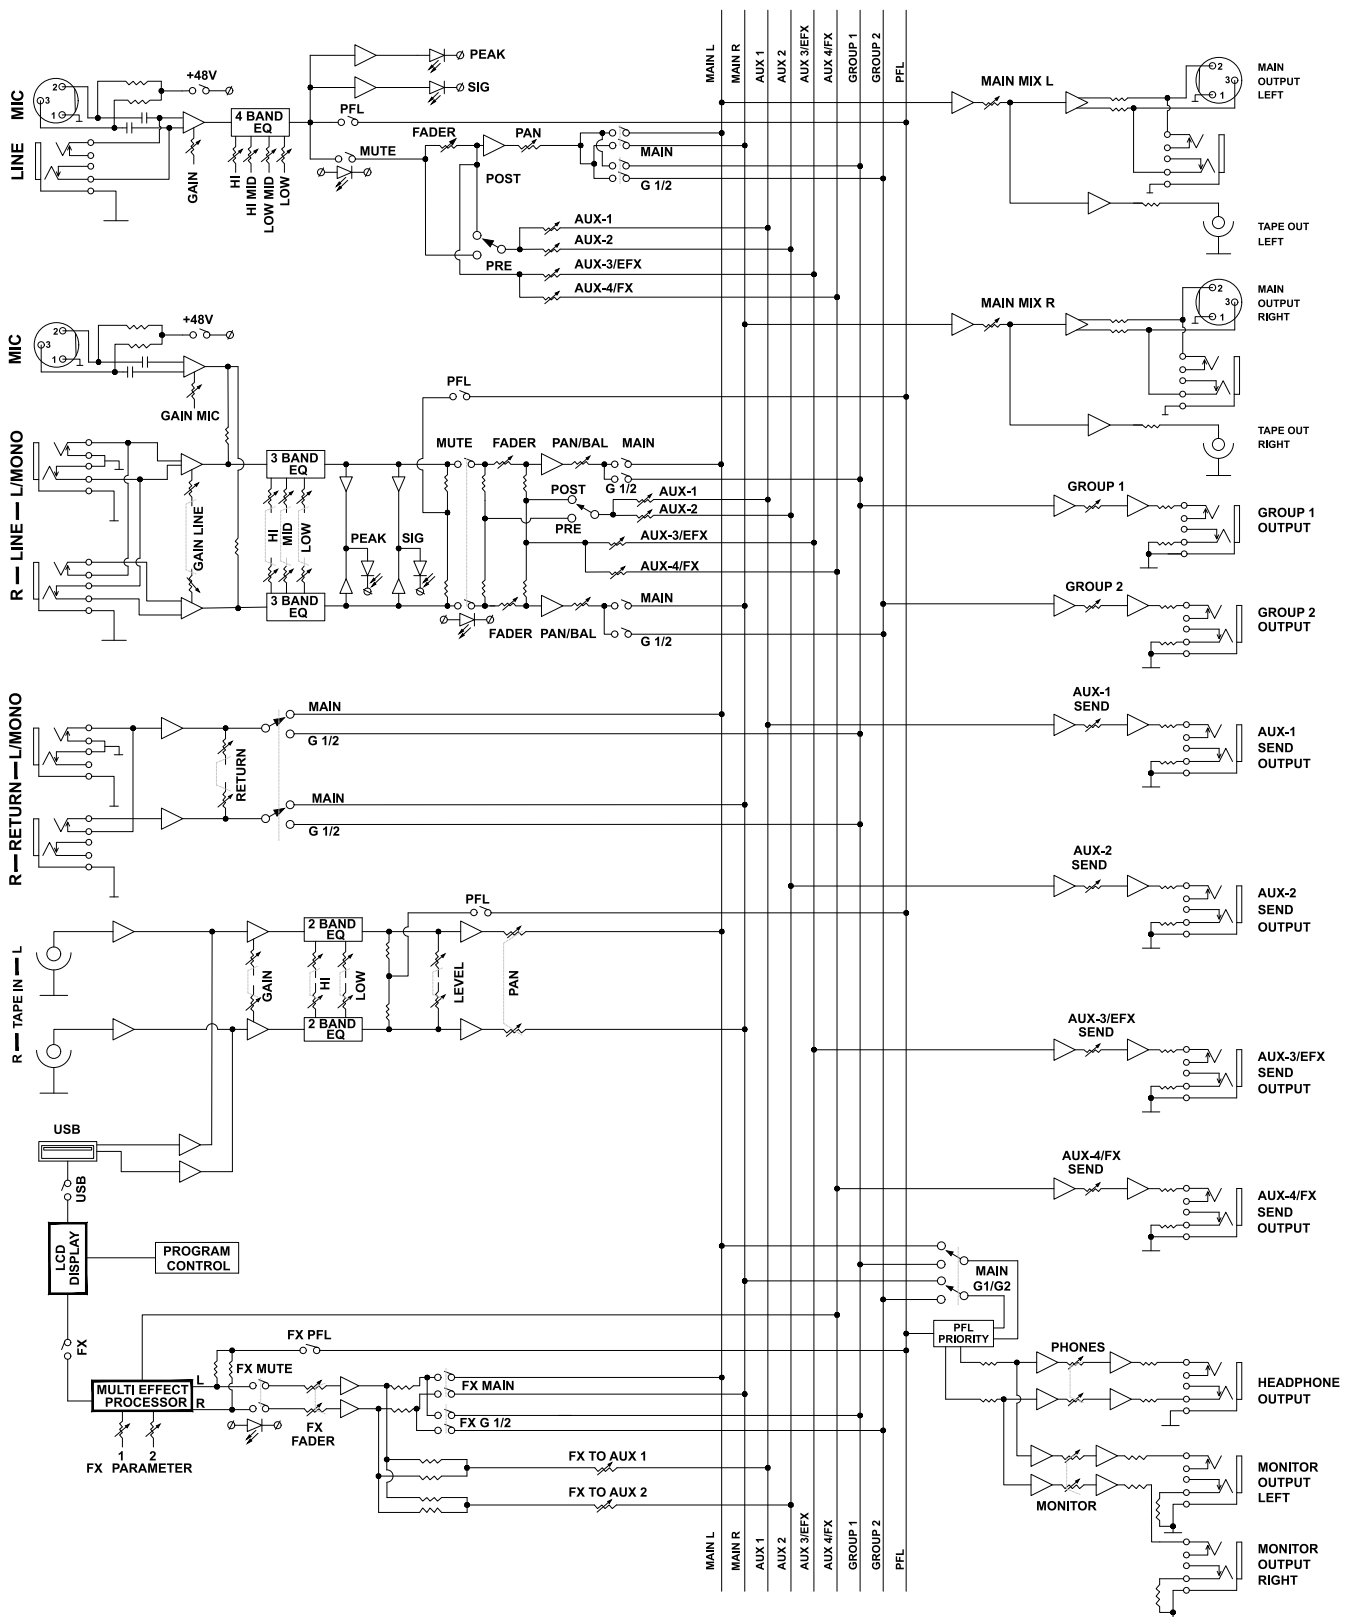 MAIN L
MAIN R
AUX 1
AUX 2
AUX 3/EFX
AUX 4/FX
GROUP 1
GROUP 2
PFL
MIC
LINE
2
3
1
+48V
GAIN
4 BAND
EQ
HI
HI MID
LOW MID
LOW
PEAK
SIG
PFL
MUTE
FADER
PAN
POST
PRE
MAIN
G 1/2
AUX-1
AUX-2
AUX-3/EFX
AUX-4/FX
MAIN MIX L
2
3
1
MAIN
OUTPUT
LEFT
TAPE OUT
LEFT
MIC
2
3
1
+48V
GAIN MIC
MAIN MIX R
2
3
1
MAIN
OUTPUT
RIGHT
TAPE OUT
RIGHT
R — LINE — L/MONO
GAIN LINE
3 BAND
EQ
HI
MID
LOW
3 BAND
EQ
PEAK
SIG
PFL
MUTE
FADER
PAN/BAL
MAIN
G 1/2
POST
PRE
AUX-1
AUX-2
AUX-3/EFX
AUX-4/FX
MAIN
G 1/2
FADER
PAN/BAL
GROUP 1
GROUP 1
OUTPUT
GROUP 2
GROUP 2
OUTPUT
R — RETURN — L/MONO
RETURN
MAIN
G 1/2
MAIN
G 1/2
AUX-1
SEND
AUX-1
SEND
OUTPUT
AUX-2
SEND
AUX-2
SEND
OUTPUT
R — TAPE IN — L
GAIN
2 BAND
EQ
HI
LOW
2 BAND
EQ
PFL
LEVEL
PAN
AUX-3/EFX
SEND
AUX-3/EFX
SEND
OUTPUT
USB
USB
LCD
DISPLAY
PROGRAM
CONTROL
FX
AUX-4/FX
SEND
AUX-4/FX
SEND
OUTPUT
MAIN
G1/G2
PFL
PRIORITY
MULTI EFFECT
PROCESSOR
L
R
1
2
FX PARAMETER
FX PFL
FX MUTE
FX
FADER
FX MAIN
FX G 1/2
FX TO AUX 1
FX TO AUX 2
PHONES
HEADPHONE
OUTPUT
MONITOR
MONITOR
OUTPUT
LEFT
MONITOR
OUTPUT
RIGHT
MAIN L
MAIN R
AUX 1
AUX 2
AUX 3/EFX
AUX 4/FX
GROUP 1
GROUP 2
PFL